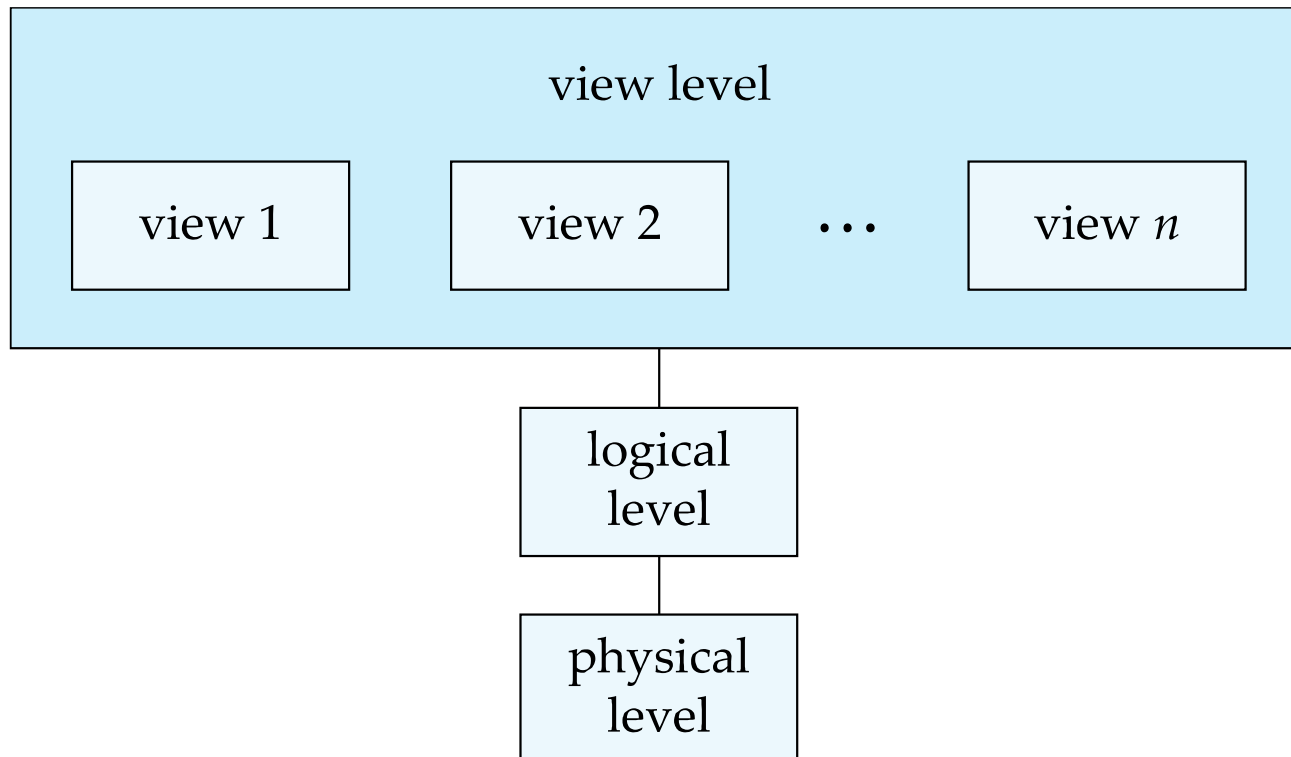 view level
view 1
view 2
...
view n
logical
level
physical
level